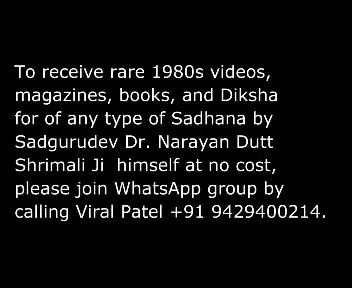 To receive rare 1980s videos,
magazines, books, and Diksha
for of any type of Sadhana by
Sadgurudev Dr. Narayan Dutt
Shrimali Ji  himself at no cost,
please join WhatsApp group by
calling Viral Patel +91 9429400214.